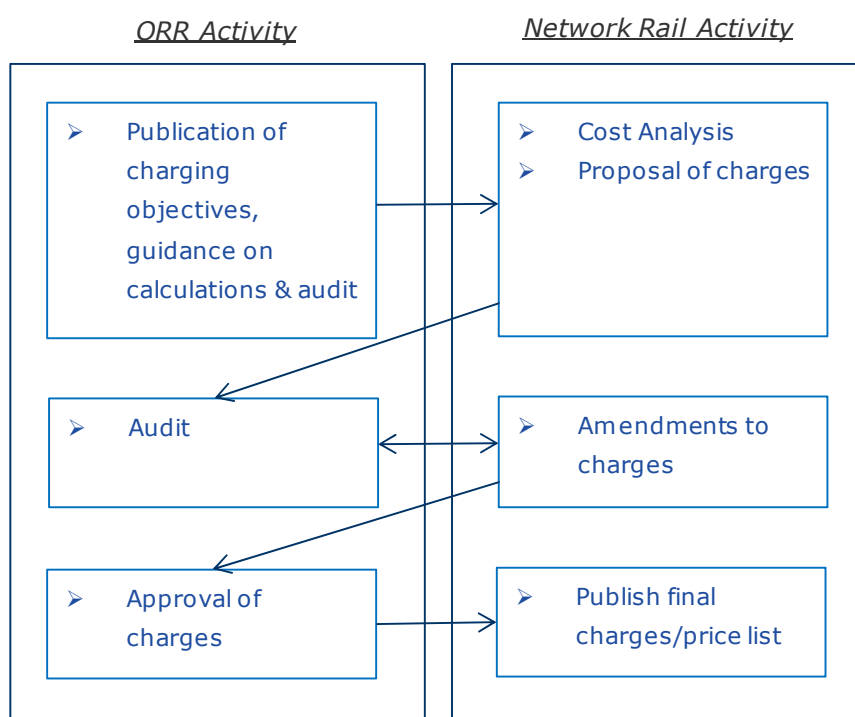 ORR Activity
Network Rail Activity
➢ Publication of
charging
objectives,
guidance on
calculations & audit
➢ Cost Analysis
➢ Proposal of charges
➢ Audit
➢ Amendments to
charges
➢ Approval of
charges
➢ Publish final
charges/price list